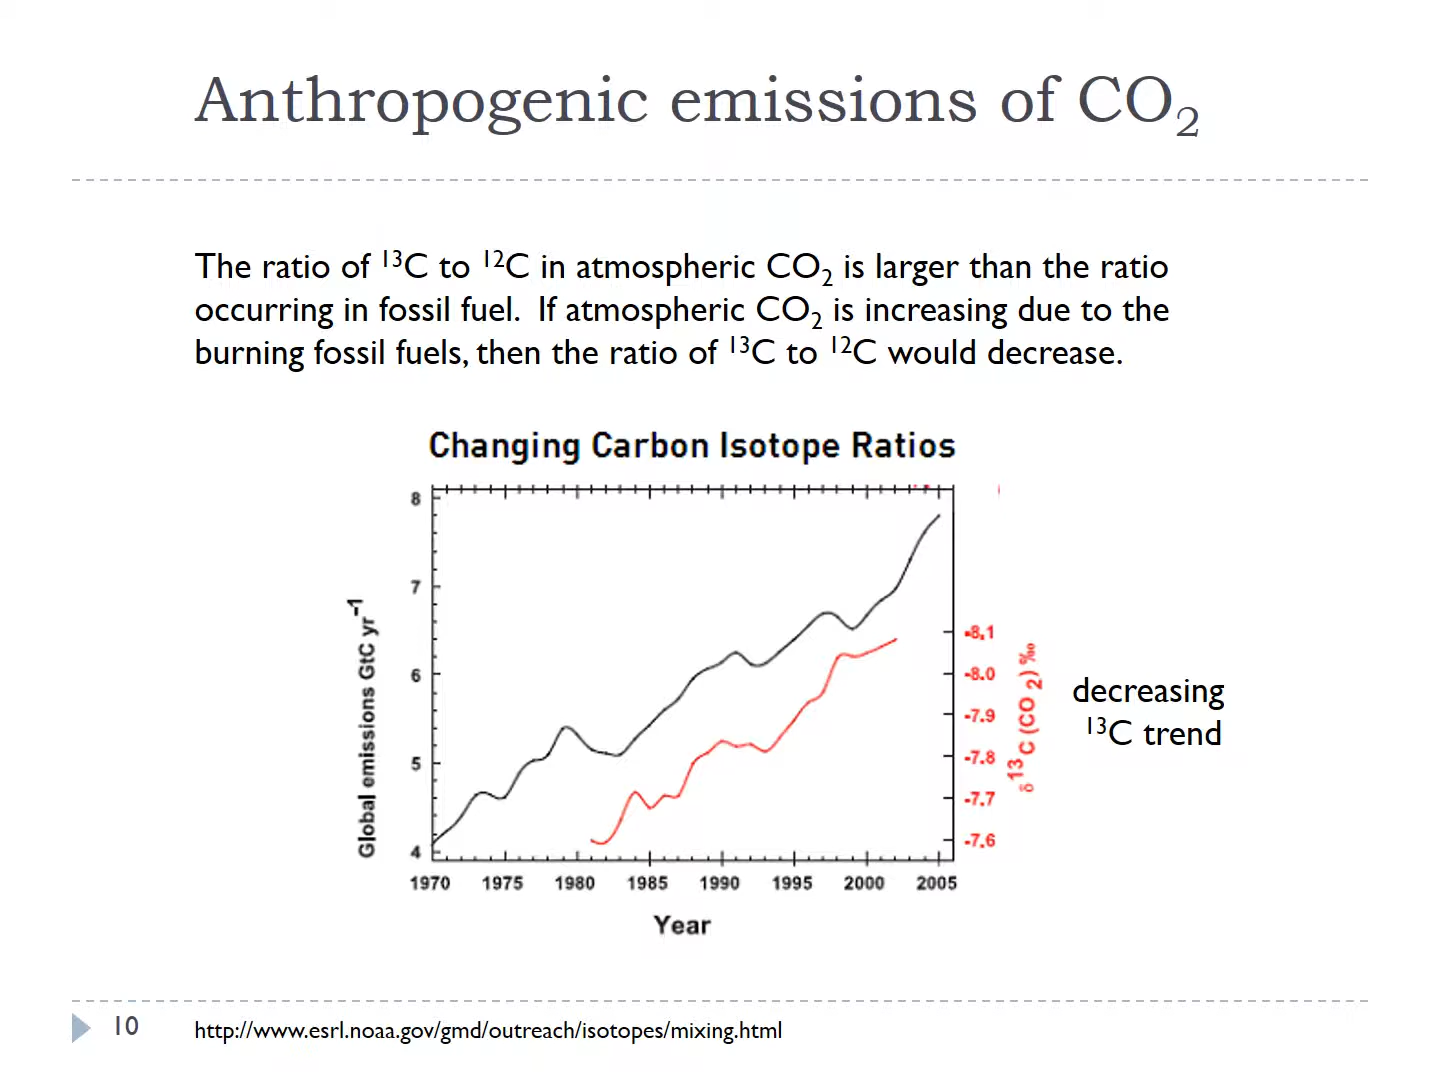 Anthropogenic emissions of CO₂
The ratio of ¹³C to ¹²C in atmospheric CO₂ is larger than the ratio
occurring in fossil fuel.  If atmospheric CO₂ is increasing due to the
burning fossil fuels, then the ratio of ¹³C to ¹²C would decrease.
Changing Carbon Isotope Ratios
Global emissions GtC yr⁻¹
8
7
6
5
4
1970 1975 1980 1985 1990 1995 2000 2005
Year
-8.1
-8.0
-7.9
-7.8
-7.7
-7.6
δ ¹³C (CO ₂) ‰
decreasing
¹³C trend
10
http://www.esrl.noaa.gov/gmd/outreach/isotopes/mixing.html